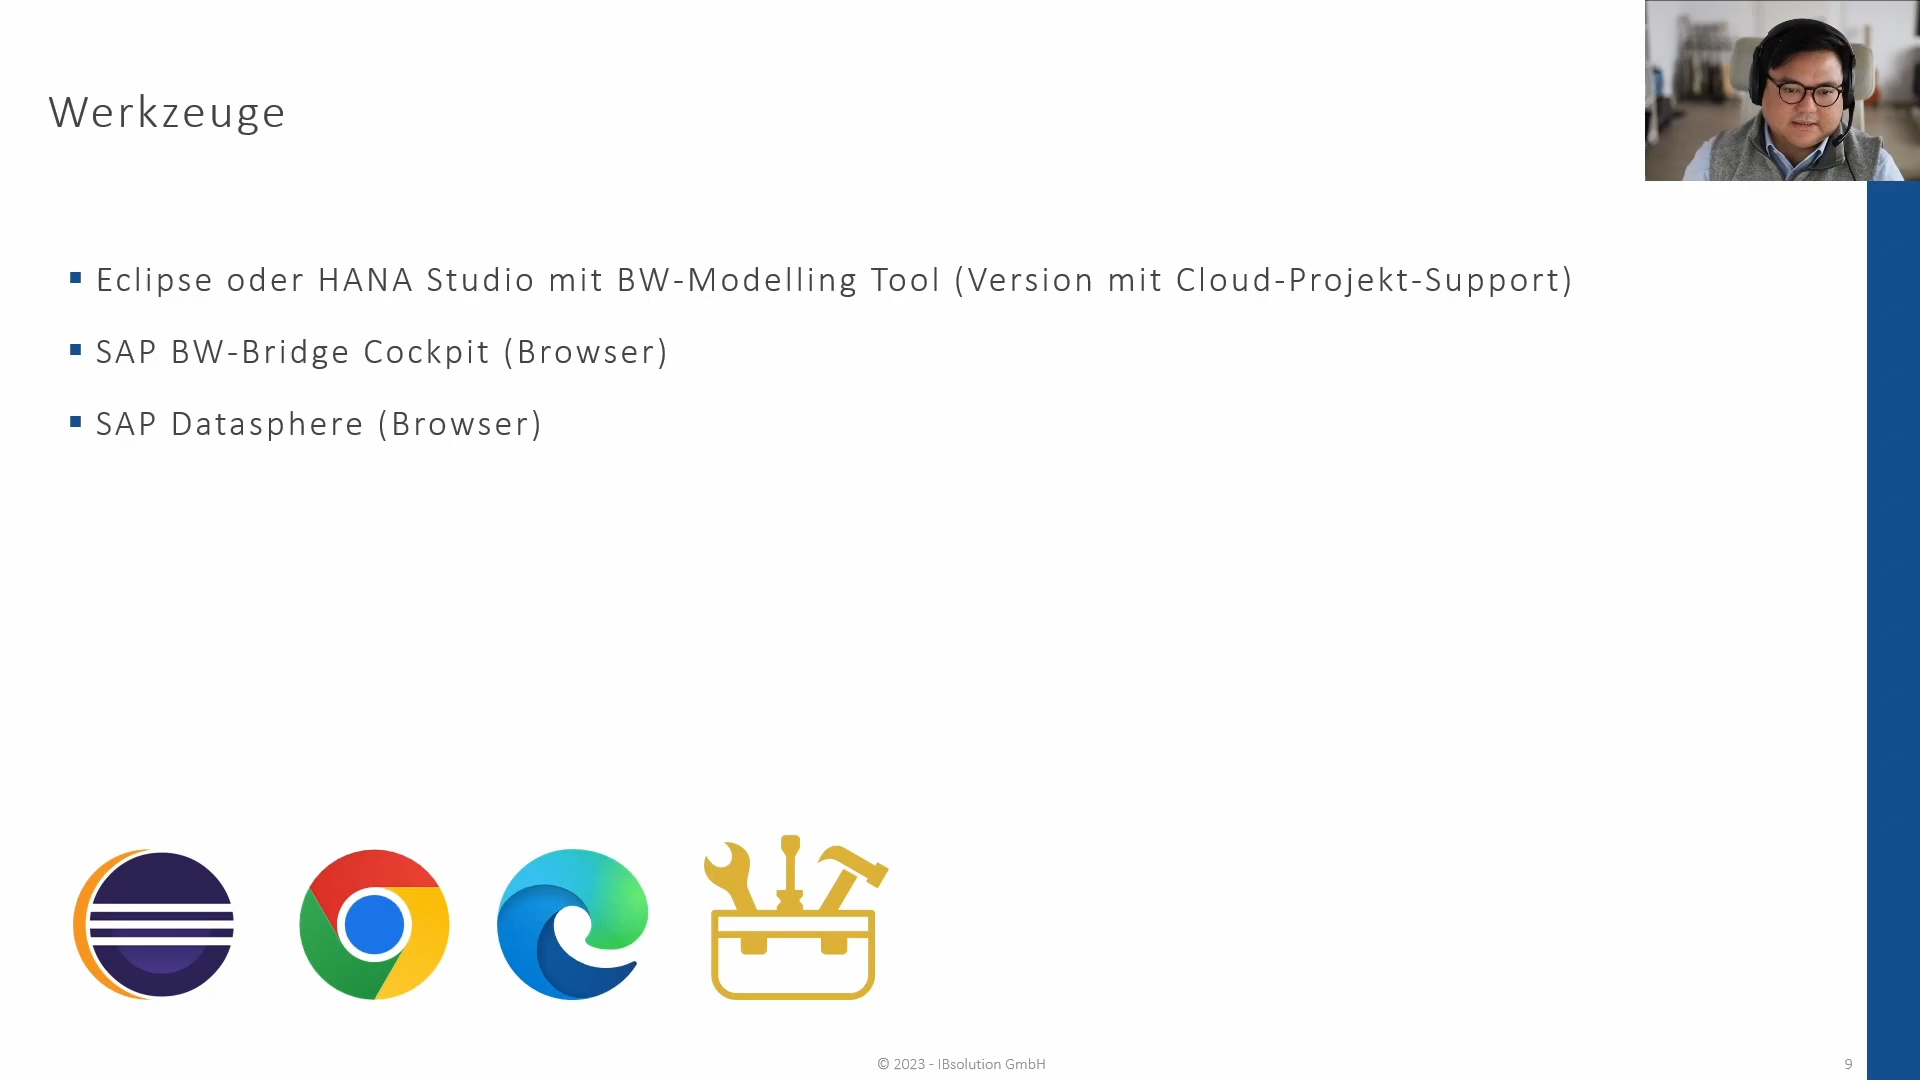 Werkzeuge
Eclipse oder HANA Studio mit BW-Modelling Tool (Version mit Cloud-Projekt-Support)
SAP BW-Bridge Cockpit (Browser)
SAP Datasphere (Browser)
© 2023 - IBsolution GmbH
9